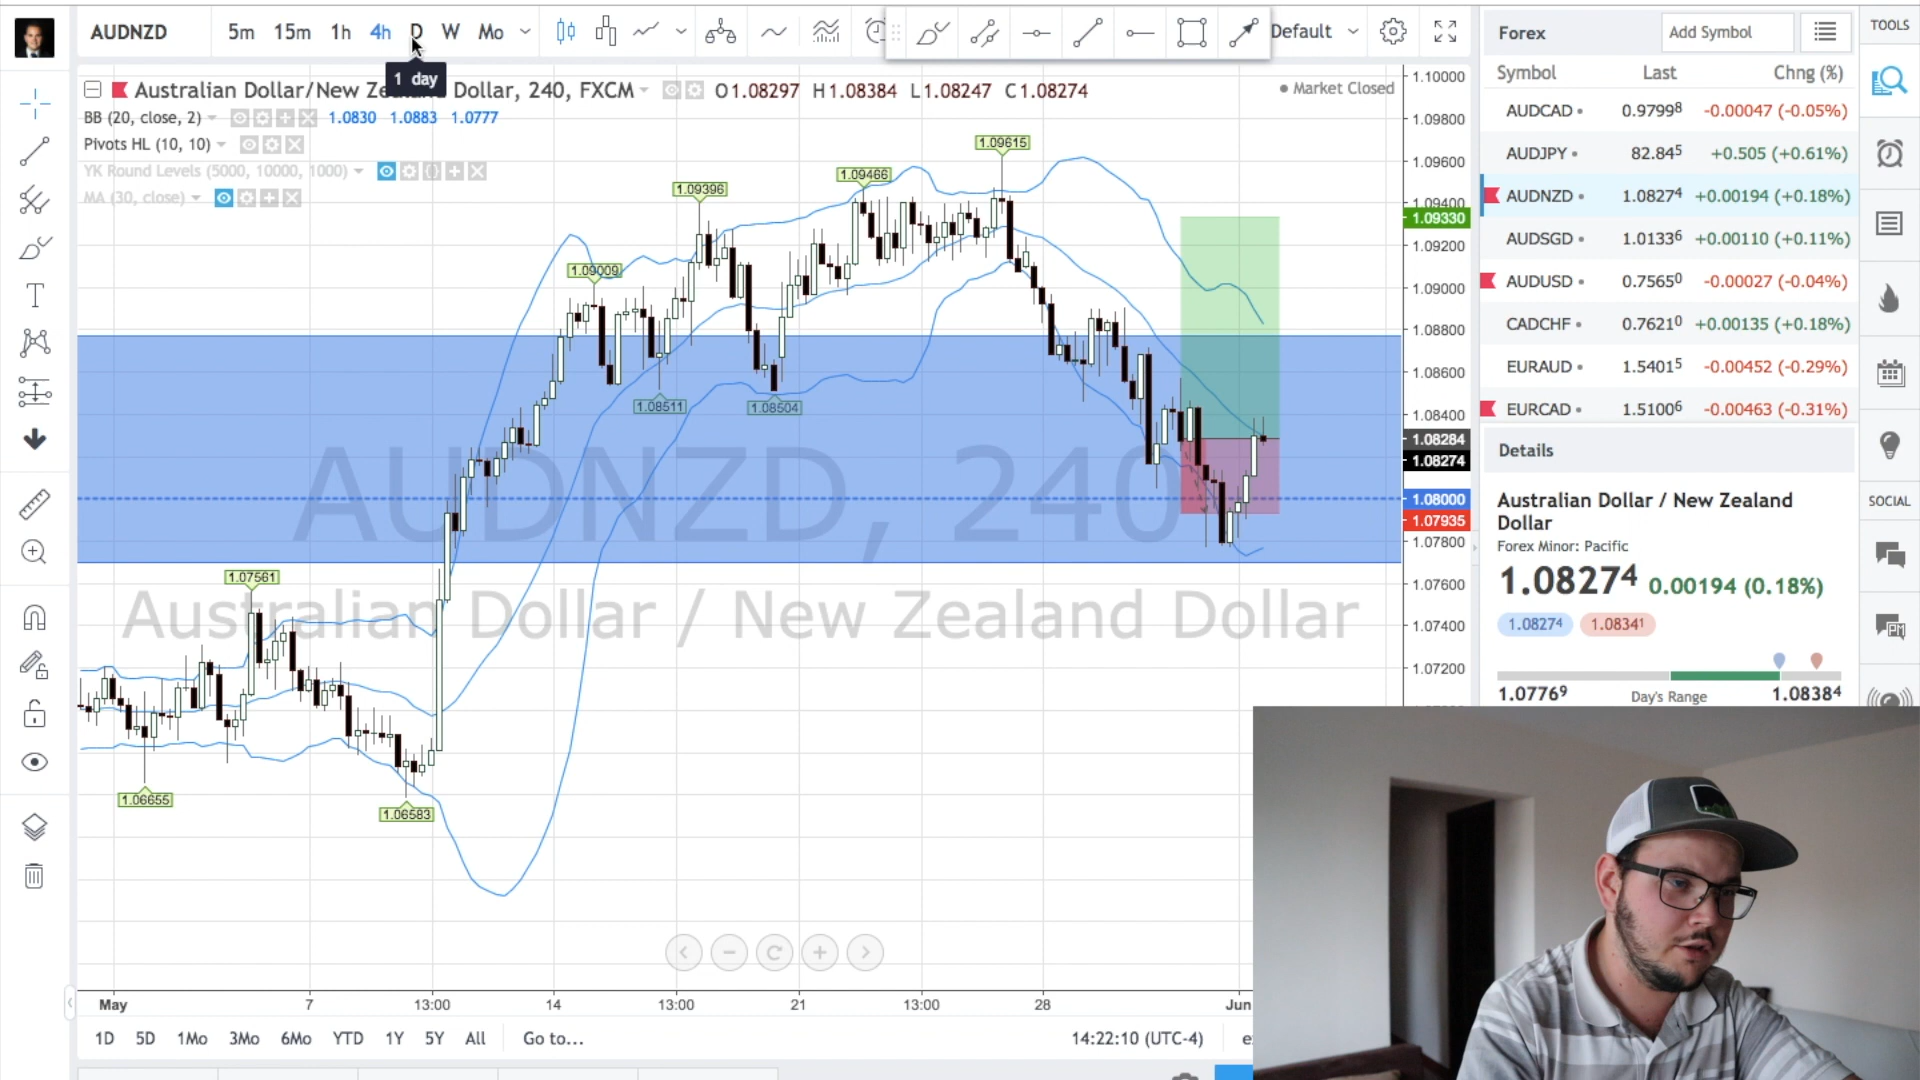 AUDNZD 5m 15m 1h 4h D W Mo Default
1 day
Australian Dollar/New Zealand Dollar, 240, FXCM O1.08297 H1.08384 L1.08247 C1.08274
Market Closed
BB (20, close, 2) 1.0830 1.0883 1.0777
Pivots HL (10, 10)
YK Round Levels (5000, 10000, 1000)
MA (30, close)
1.09615
1.09466
1.09396
1.09009
1.08511
1.08504
1.07561
1.06655
1.06583
AUDNZD, 240
Australian Dollar / New Zealand Dollar
1.10000
1.09800
1.09600
1.09400
1.09330
1.09200
1.09000
1.08800
1.08600
1.08400
1.08284
1.08274
1.08000
1.07935
1.07800
1.07600
1.07400
1.07200
May 7 13:00 14 13:00 21 13:00 28 Jun
1D 5D 1Mo 3Mo 6Mo YTD 1Y 5Y All Go to... 14:22:10 (UTC-4)
Forex Add Symbol
Symbol Last Chng (%)
AUDCAD 0.97998 -0.00047 (-0.05%)
AUDJPY 82.845 +0.505 (+0.61%)
AUDNZD 1.08274 +0.00194 (+0.18%)
AUDSGD 1.01336 +0.00110 (+0.11%)
AUDUSD 0.75650 -0.00027 (-0.04%)
CADCHF 0.76210 +0.00135 (+0.18%)
EURAUD 1.54015 -0.00452 (-0.29%)
EURCAD 1.51006 -0.00463 (-0.31%)
Details
Australian Dollar / New Zealand
Dollar
Forex Minor: Pacific
1.08274 0.00194 (0.18%)
1.08274 1.08341
1.07769 Day's Range 1.08384
TOOLS
SOCIAL